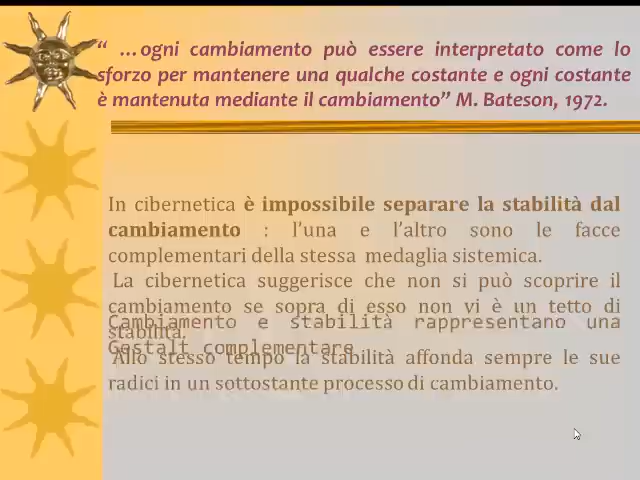 “ …ogni cambiamento può essere interpretato come lo
sforzo per mantenere una qualche costante e ogni costante
è mantenuta mediante il cambiamento” M. Bateson, 1972.
In cibernetica è impossibile separare la stabilità dal
cambiamento : l’una e l’altro sono le facce
complementari della stessa medaglia sistemica.
La cibernetica suggerisce che non si può scoprire il
cambiamento se sopra di esso non vi è un tetto di
Cambiamento e stabilità rappresentano una
stabilità.
Gestalt complementare
Allo stesso tempo la stabilità affonda sempre le sue
radici in un sottostante processo di cambiamento.